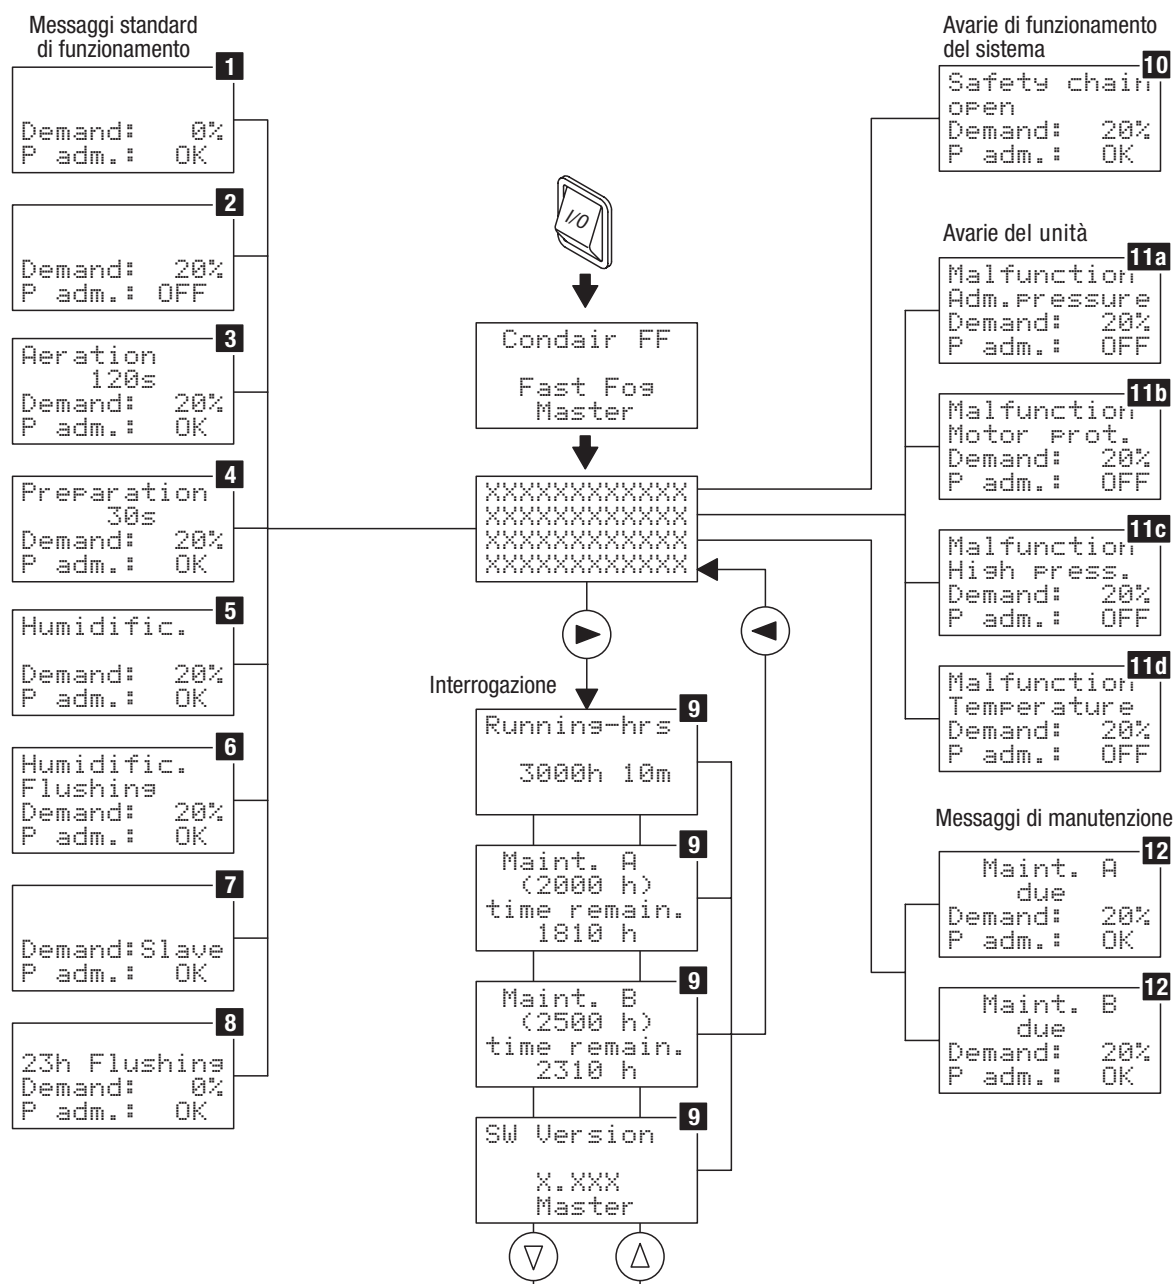 Messaggi standard
di funzionamento
1
Demand: 0%
P adm.: OK
2
Demand: 20%
P adm.: OFF
3
Aeration
120s
Demand: 20%
P adm.: OK
4
Preparation
30s
Demand: 20%
P adm.: OK
5
Humidific.
Demand: 20%
P adm.: OK
6
Humidific.
Flushing
Demand: 20%
P adm.: OK
7
Demand:Slave
P adm.: OK
8
23h Flushing
Demand: 0%
P adm.: OK
I/O
Condair FF
Fast Fog
Master
XXXXXXXXXXXX
XXXXXXXXXXXX
XXXXXXXXXXXX
XXXXXXXXXXXX
Interrogazione
9
Running-hrs
3000h 10m
9
Maint. A
(2000 h)
time remain.
1810 h
9
Maint. B
(2500 h)
time remain.
2310 h
9
SW Version
X.XXX
Master
Avarie di funzionamento
del sistema
10
Safety chain
open
Demand: 20%
P adm.: OK
Avarie del unità
11a
Malfunction
Adm.pressure
Demand: 20%
P adm.: OFF
11b
Malfunction
Motor prot.
Demand: 20%
P adm.: OFF
11c
Malfunction
High press.
Demand: 20%
P adm.: OFF
11d
Malfunction
Temperature
Demand: 20%
P adm.: OFF
Messaggi di manutenzione
12
Maint. A
due
Demand: 20%
P adm.: OK
12
Maint. B
due
Demand: 20%
P adm.: OK